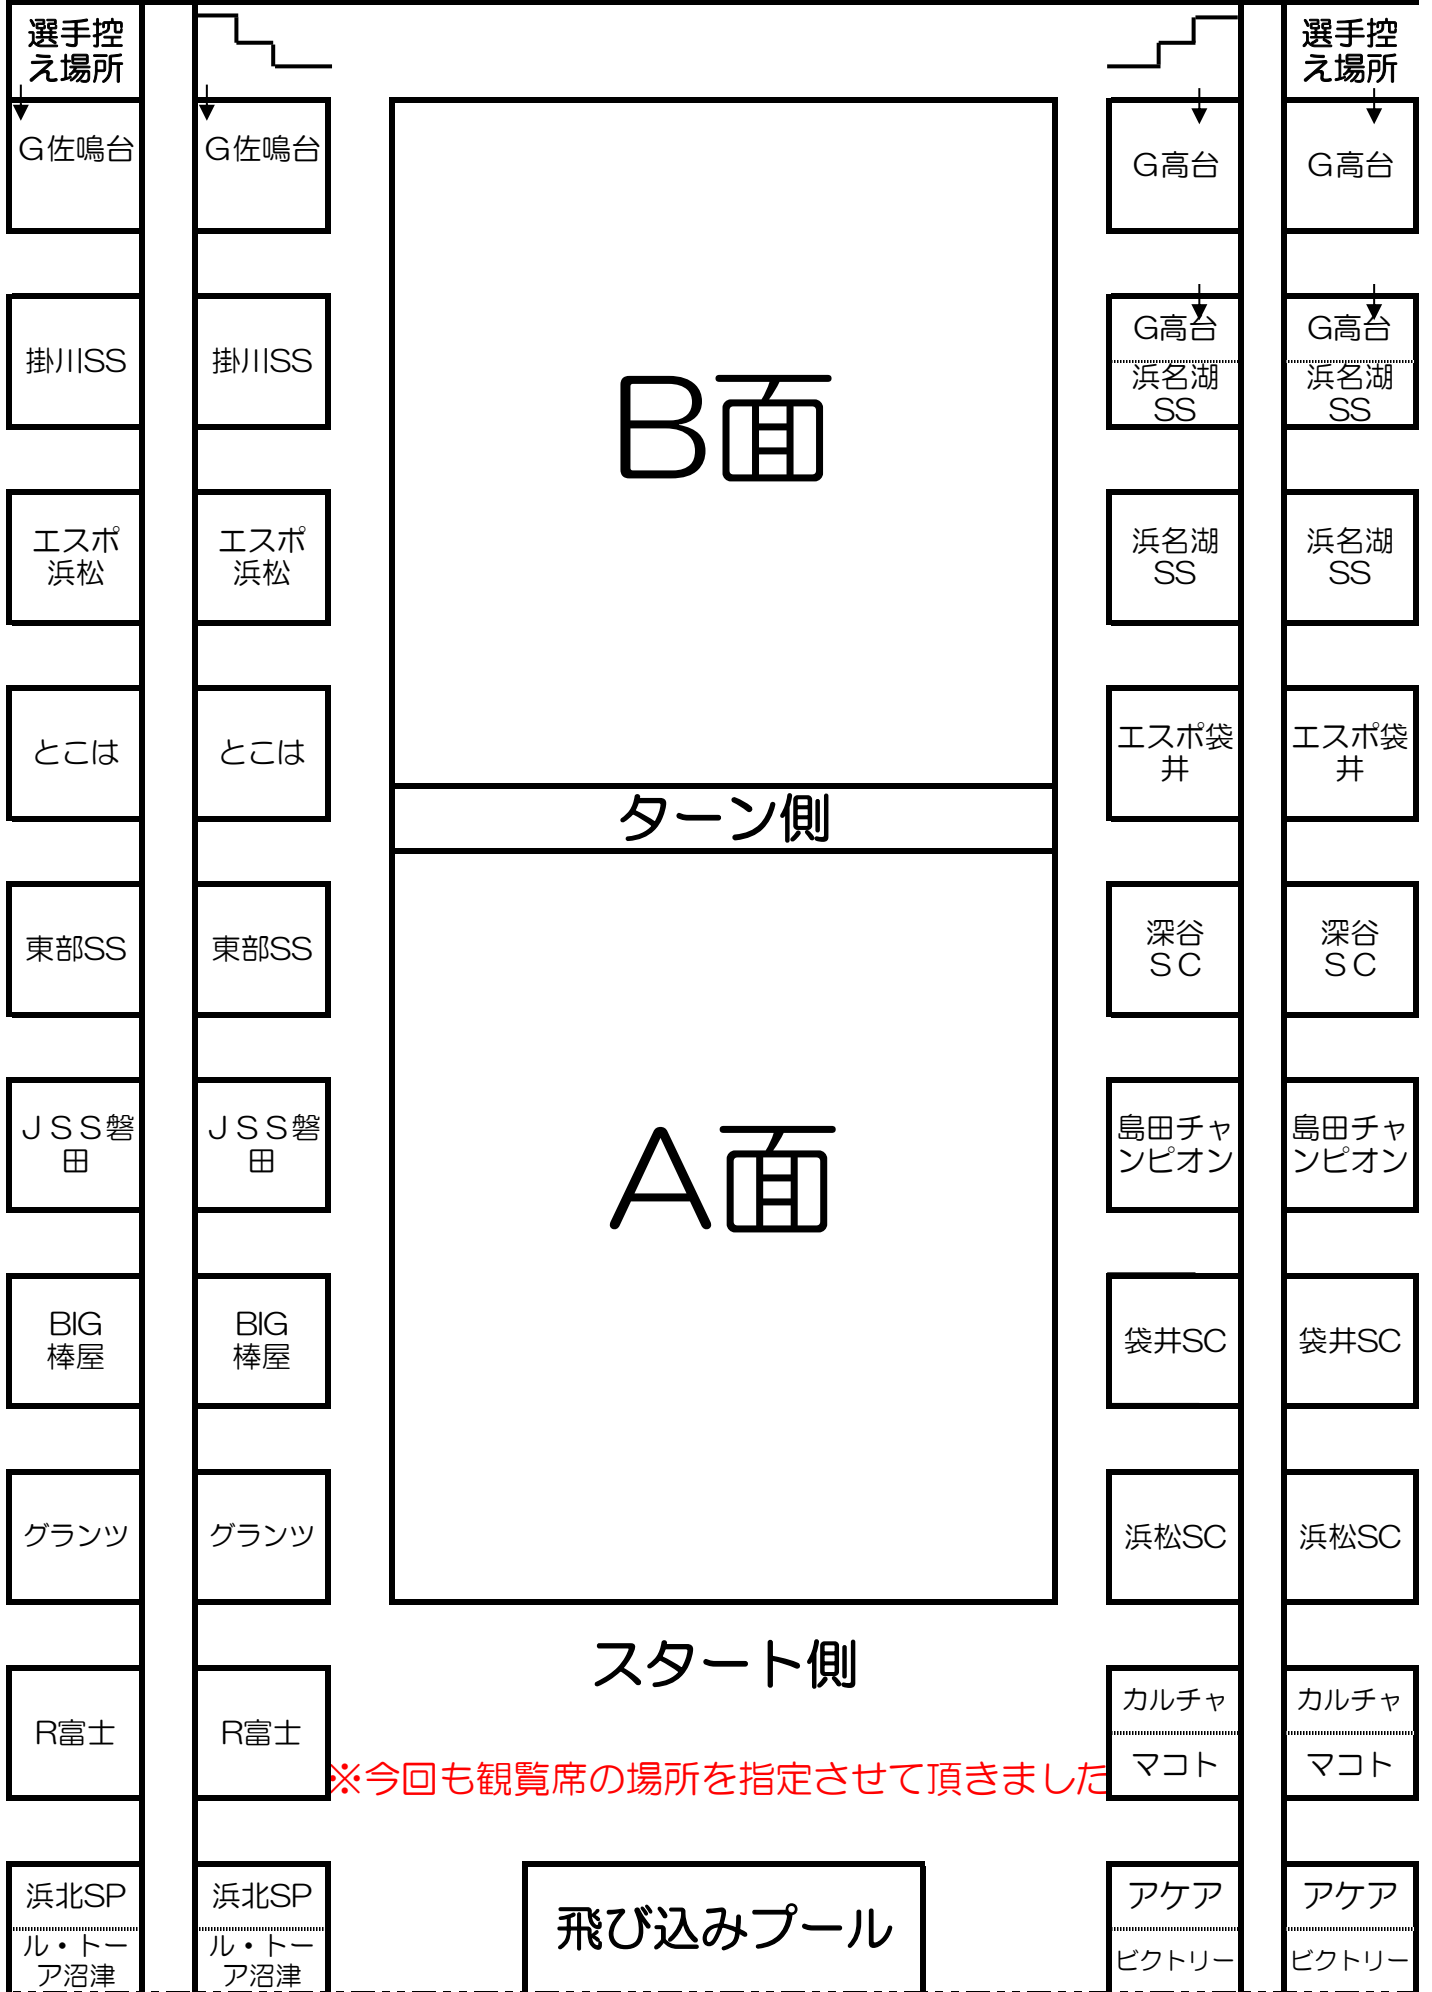 選手控
え場所
選手控
え場所
Ｇ佐鳴台
Ｇ佐鳴台
Ｇ高台
Ｇ高台
掛川SS
掛川SS
B面
Ｇ高台
浜名湖
SS
Ｇ高台
浜名湖
SS
エスポ
浜松
エスポ
浜松
浜名湖
SS
浜名湖
SS
とこは
とこは
エスポ袋
井
エスポ袋
井
ターン側
東部SS
東部SS
深谷
ＳＣ
深谷
ＳＣ
ＪＳＳ磐
田
ＪＳＳ磐
田
A面
島田チャ
ンピオン
島田チャ
ンピオン
BIG
棒屋
BIG
棒屋
袋井SC
袋井SC
グランツ
グランツ
浜松SC
浜松SC
スタート側
R富士
R富士
カルチャ
マコト
カルチャ
マコト
※今回も観覧席の場所を指定させて頂きました
浜北SP
ル・トー
ア沼津
浜北SP
ル・トー
ア沼津
飛び込みプール
アケア
ビクトリー
アケア
ビクトリー